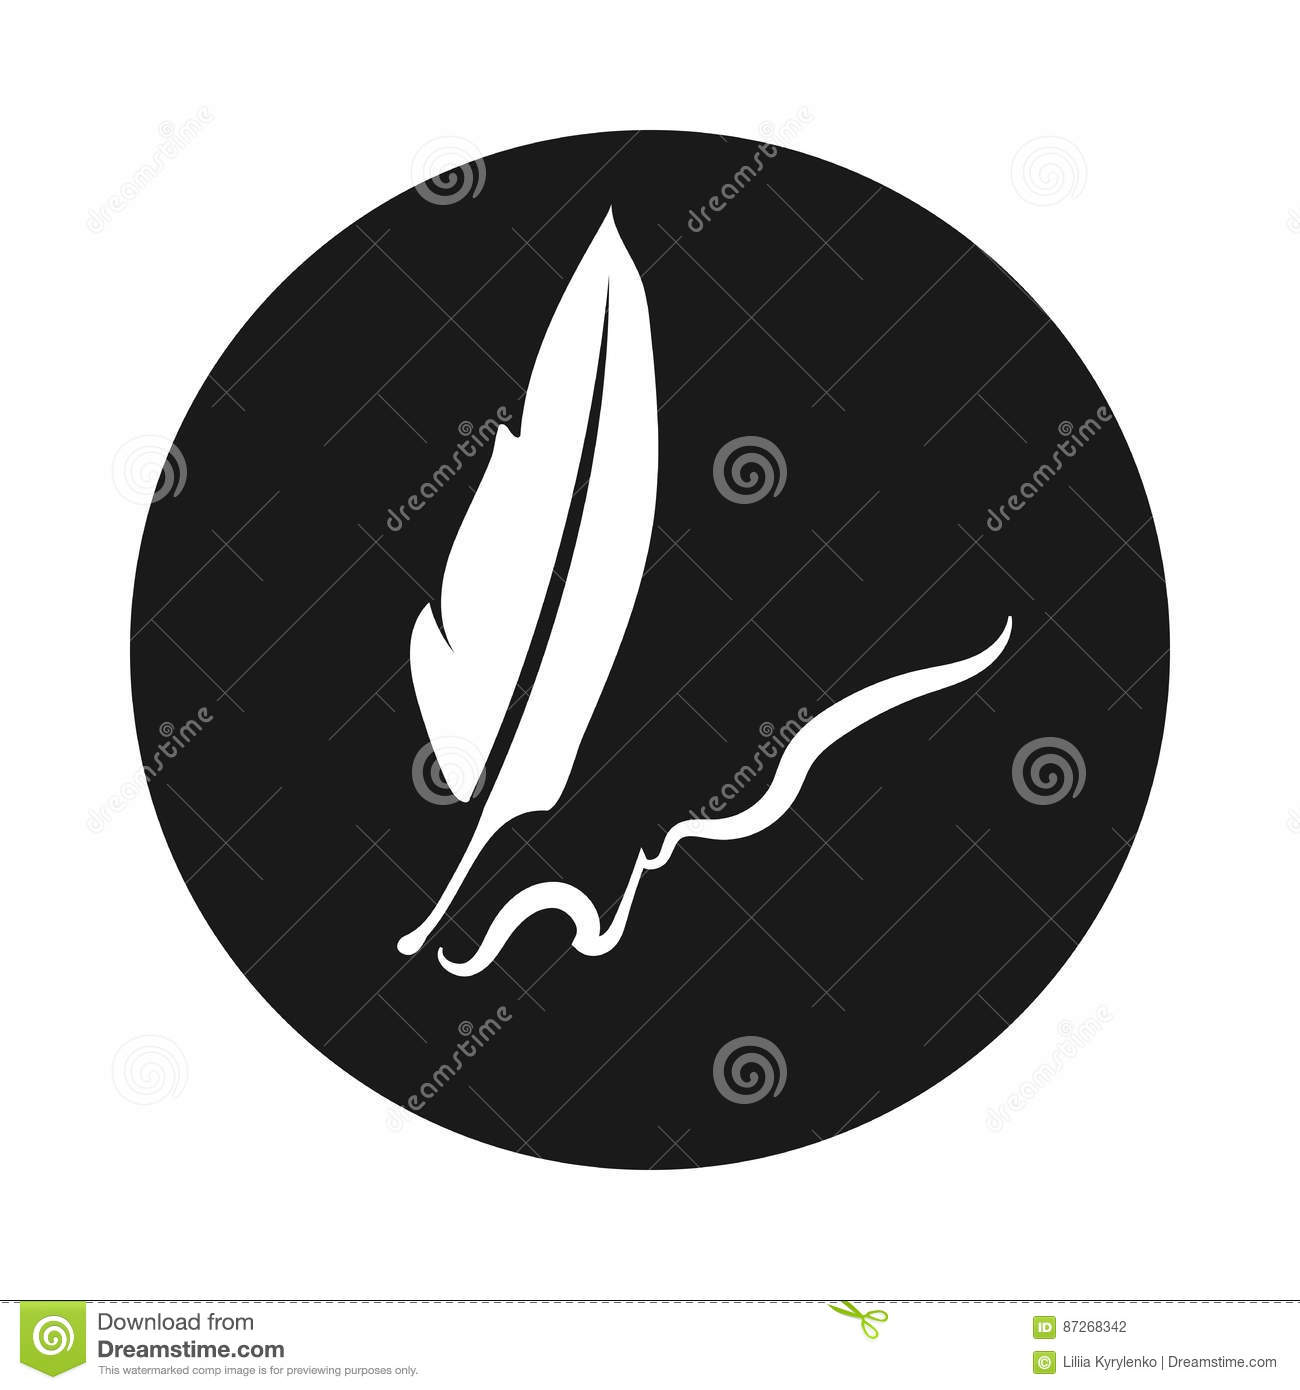 dreamstime
dreamstime
dreamstime
dreamstime
dreamstime
dreamstime
dreamstime
dreamstime
Download from
Dreamstime.com
This watermarked comp image is for previewing purposes only.
ID 87268342
© Liliia Kyrylenko | Dreamstime.com